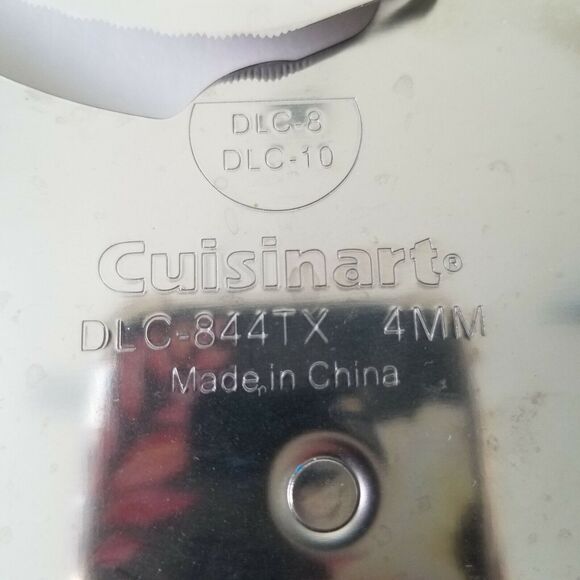 DLC-8
DLC-10
Cuisinart®
DLC-844TX 4MM
Made in China